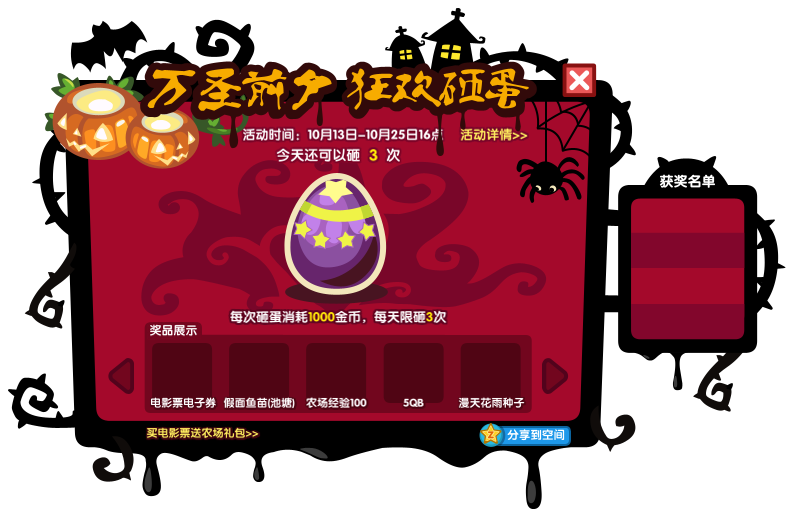 万圣前夕 狂欢砸蛋
活动时间：10月13日-10月25日16点 活动详情>>
今天还可以砸 3 次
获奖名单
每次砸蛋消耗1000金币，每天限砸3次
奖品展示
电影票电子券 假面鱼苗(池塘) 农场经验100 5QB 漫天花雨种子
买电影票送农场礼包>> 分享到空间